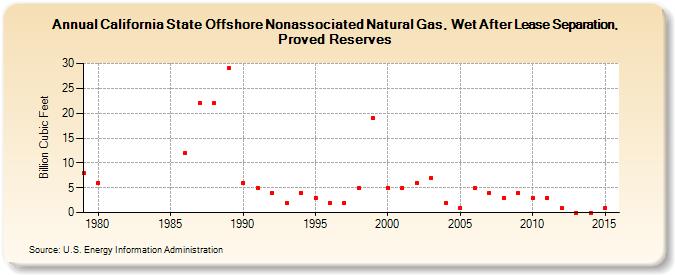 Annual California State Offshore Nonassociated Natural Gas, Wet After Lease Separation,
Proved Reserves
Billion Cubic Feet
30
25
20
15
10
5
0
1980 1985 1990 1995 2000 2005 2010 2015
Source: U.S. Energy Information Administration